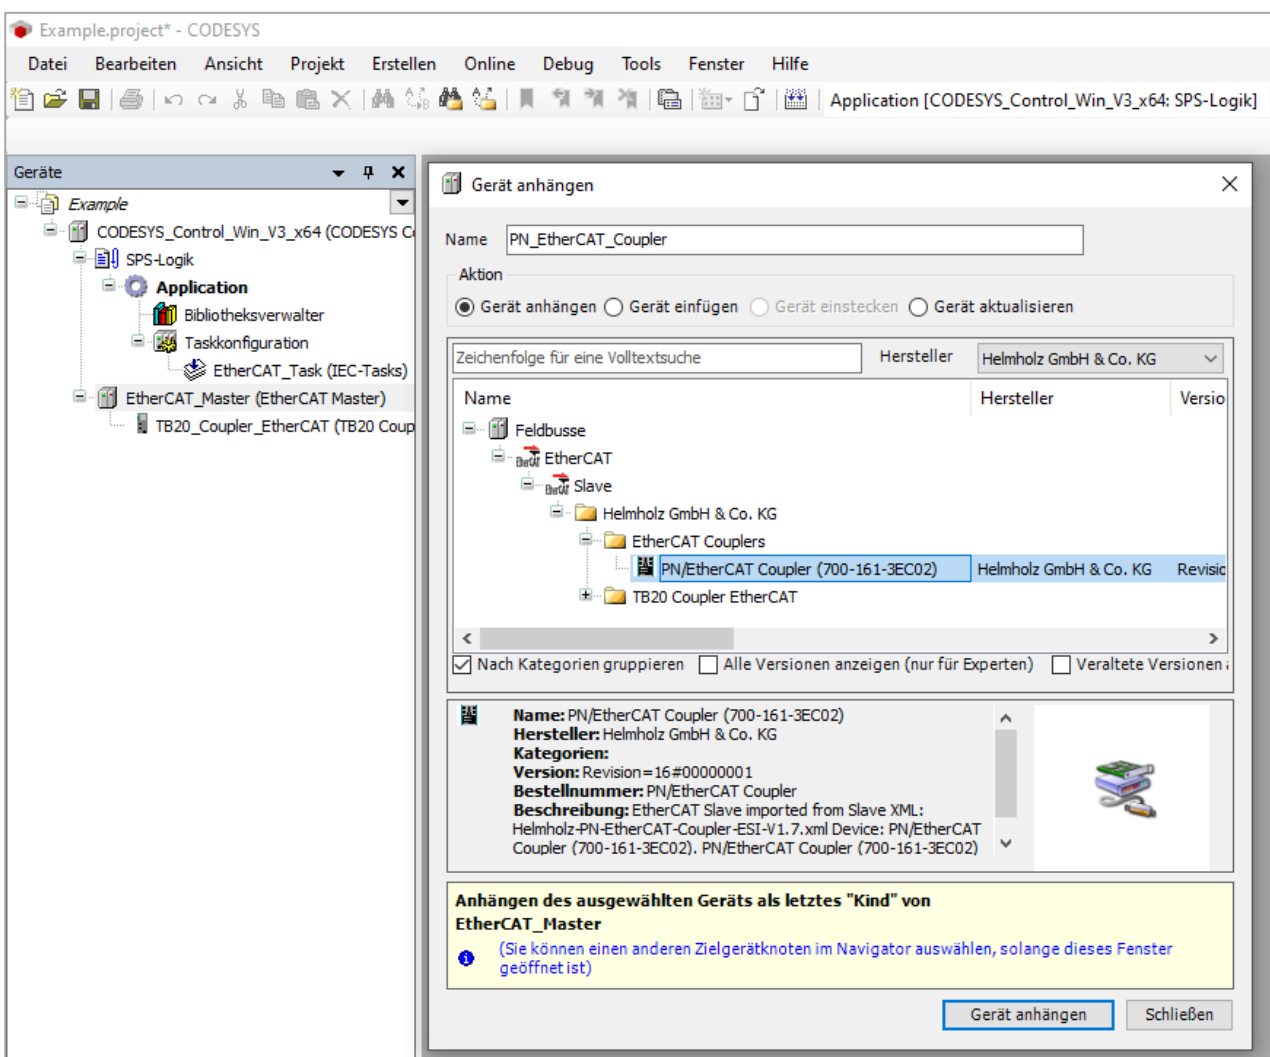 Example.project* - CODESYS
Datei Bearbeiten Ansicht Projekt Erstellen Online Debug Tools Fenster Hilfe
Application [CODESYS_Control_Win_V3_x64: SPS-Logik]
Geräte
Example
CODESYS_Control_Win_V3_x64 (CODESYS C
SPS-Logik
Application
Bibliotheksverwalter
Taskkonfiguration
EtherCAT_Task (IEC-Tasks)
EtherCAT_Master (EtherCAT Master)
TB20_Coupler_EtherCAT (TB20 Coup
Gerät anhängen
Name PN_EtherCAT_Coupler
Aktion
Gerät anhängen Gerät einfügen Gerät einstecken Gerät aktualisieren
Zeichenfolge für eine Volltextsuche Hersteller Helmholz GmbH & Co. KG
Name Hersteller Versio
Feldbusse
EtherCAT
Slave
Helmholz GmbH & Co. KG
EtherCAT Couplers
PN/EtherCAT Coupler (700-161-3EC02) Helmholz GmbH & Co. KG Revisio
TB20 Coupler EtherCAT
Nach Kategorien gruppieren Alle Versionen anzeigen (nur für Experten) Veraltete Versionen
Name: PN/EtherCAT Coupler (700-161-3EC02)
Hersteller: Helmholz GmbH & Co. KG
Kategorien:
Version: Revision=16#00000001
Bestellnummer: PN/EtherCAT Coupler
Beschreibung: EtherCAT Slave imported from Slave XML:
Helmholz-PN-EtherCAT-Coupler-ESI-V1.7.xml Device: PN/EtherCAT
Coupler (700-161-3EC02). PN/EtherCAT Coupler (700-161-3EC02)
Anhängen des ausgewählten Geräts als letztes "Kind" von
EtherCAT_Master
(Sie können einen anderen Zielgerätknoten im Navigator auswählen, solange dieses Fenster
geöffnet ist)
Gerät anhängen Schließen